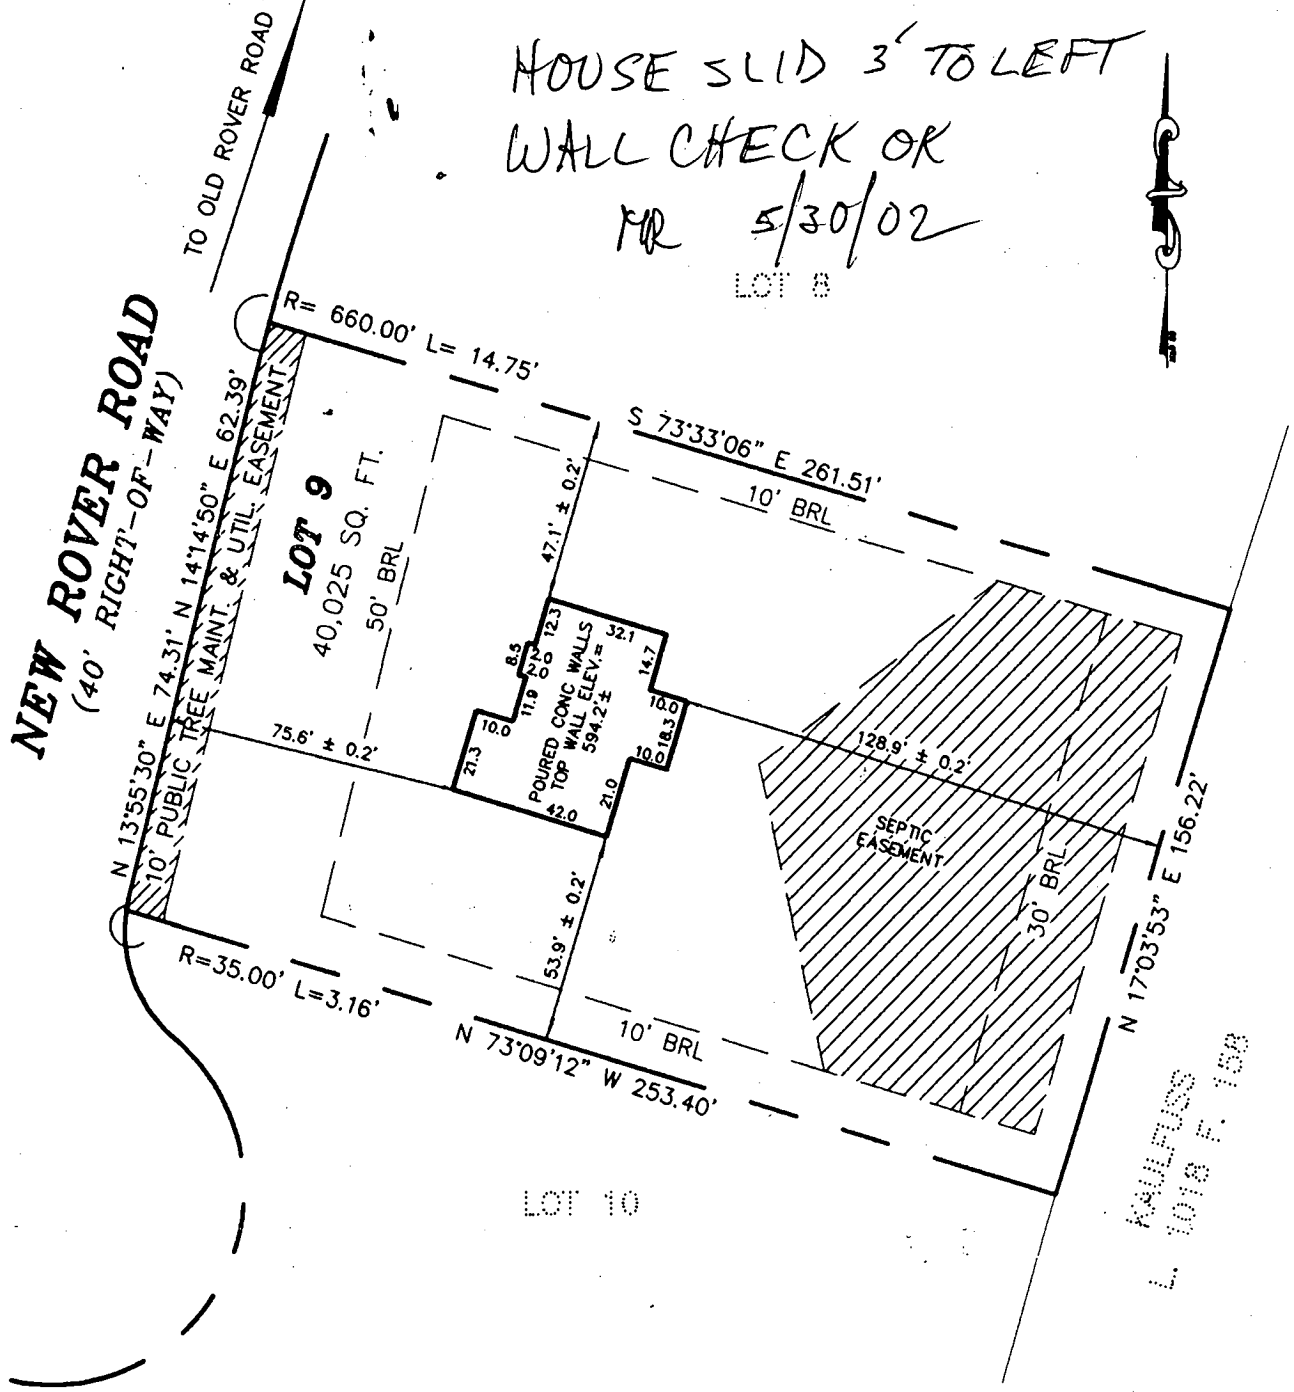 HOUSE SLID 3' TO LEFT
WALL CHECK OK
MR 5/30/02
LOT 8
TO OLD ROVER ROAD
NEW ROVER ROAD
(40' RIGHT-OF-WAY)
R= 660.00' L= 14.75'
S 73°33'06" E 261.51'
10' BRL
N 14°14'50" E 62.39'
N 13°55'30" E 74.31'
10' PUBLIC TREE MAINT. & UTIL. EASEMENT
LOT 9
40,025 SQ. FT.
50' BRL
47.1' ± 0.2'
12.3
32.1
8.5
2.0
2.0
14.7
11.9
10.0
10.0
18.3
10.0
21.3
21.0
42.0
POURED CONC WALLS
TOP WALL ELEV.=
594.2'±
75.6' ± 0.2'
128.9' ± 0.2'
SEPTIC
EASEMENT
30' BRL
N 17°03'53" E 156.22'
53.9' ± 0.2'
R=35.00' L=3.16'
10' BRL
N 73°09'12" W 253.40'
LOT 10
KAULFUSS
L. 1018 F. 158